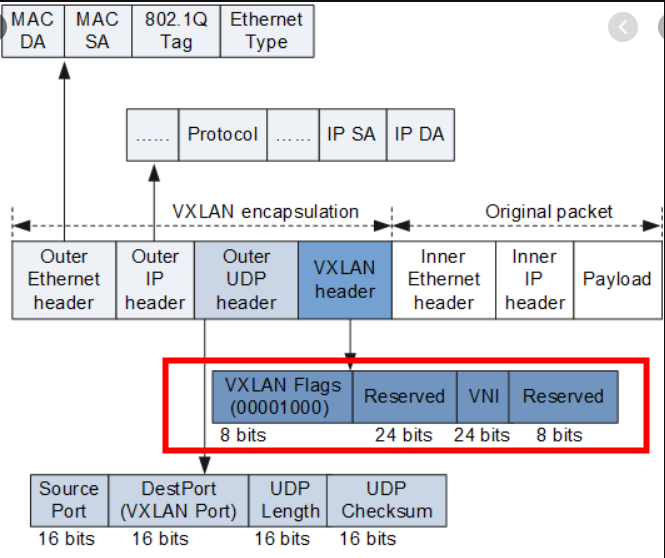 MAC DA
MAC SA
802.1Q Tag
Ethernet Type
......
Protocol
......
IP SA
IP DA
VXLAN encapsulation
Original packet
Outer Ethernet header
Outer IP header
Outer UDP header
VXLAN header
Inner Ethernet header
Inner IP header
Payload
VXLAN Flags (00001000)
Reserved
VNI
Reserved
8 bits
24 bits
24 bits
8 bits
Source Port
DestPort (VXLAN Port)
UDP Length
UDP Checksum
16 bits
16 bits
16 bits
16 bits